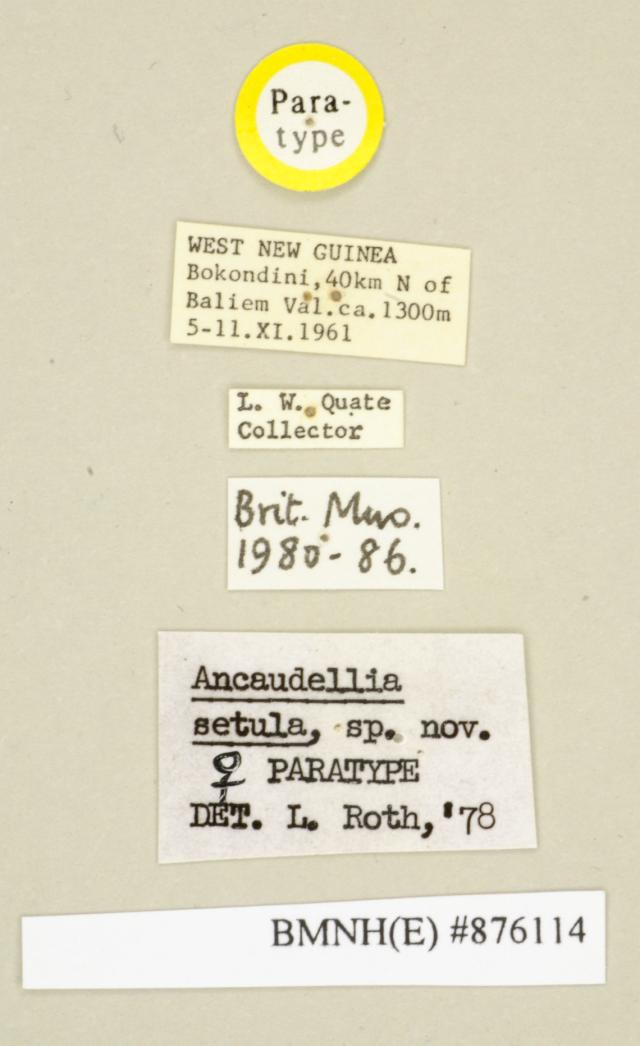 Para-
type
WEST NEW GUINEA
Bokondini,40km N of
Baliem Val.ca.1300m
5-11.XI.1961
L. W. Quate
Collector
Brit. Mus.
1980-86.
Ancaudellia
setula, sp. nov.
♀ PARATYPE
DET. L. Roth,'78
BMNH(E) #876114